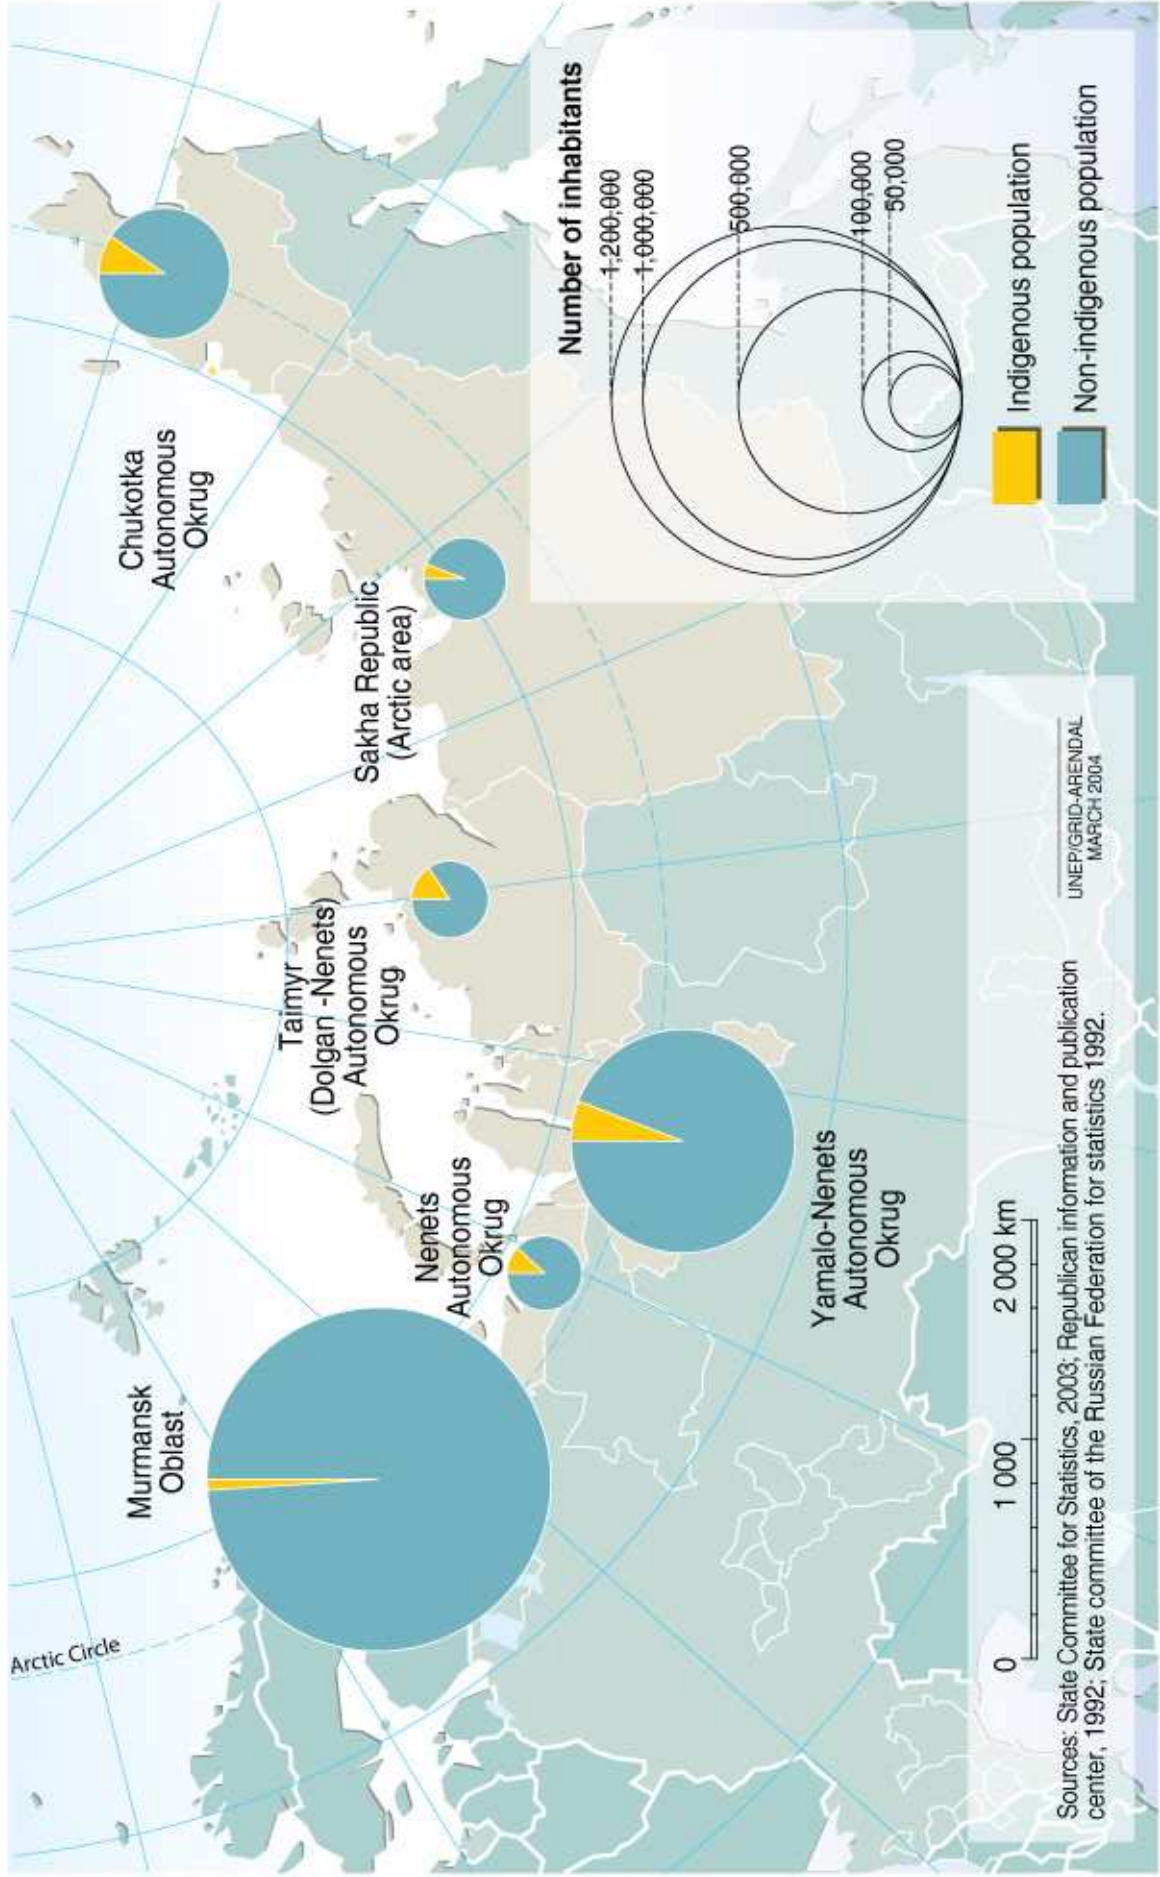 Arctic Circle
Murmansk
Oblast
Nenets
Autonomous
Okrug
Yamalo-Nenets
Autonomous
Okrug
Taimyr
(Dolgan -Nenets)
Autonomous
Okrug
Sakha Republic
(Arctic area)
Chukotka
Autonomous
Okrug
Number of inhabitants
1,200,000
1,000,000
500,000
100,000
50,000
Indigenous population
Non-indigenous population
0 1 000 2 000 km
UNEP/GRID-ARENDAL
MARCH 2004
Sources: State Committee for Statistics, 2003; Republican information and publication
center, 1992; State committee of the Russian Federation for statistics 1992.